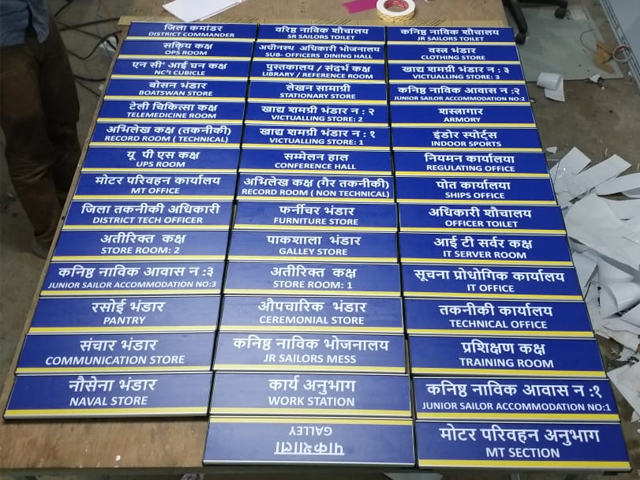 जिला कमांडर
DISTRICT COMMANDER
सक्रिय कक्ष
OPS ROOM
एन सी' आई घन कक्ष
NC'I CUBICLE
बोसन भंडार
BOATSWAN STORE
टेली चिकित्सा कक्ष
TELEMEDICINE ROOM
अभिलेख कक्ष (तकनीकी)
RECORD ROOM ( TECHNICAL)
यू पी एस कक्ष
UPS ROOM
मोटर परिवहन कार्यालय
MT OFFICE
जिला तकनीकी अधिकारी
DISTRICT TECH OFFICER
अतीरिक्त कक्ष
STORE ROOM: 2
कनिष्ठ नाविक आवास न :३
JUNIOR SAILOR ACCOMMODATION NO:3
रसोई भंडार
PANTRY
संचार भंडार
COMMUNICATION STORE
नौसेना भंडार
NAVAL STORE
वरिष्ठ नाविक शौचालय
SR SAILORS TOILET
अधीनस्थ अधिकारी भोजनालय
SUB- OFFICERS DINING HALL
पुस्तकालय / संदर्भ कक्ष
LIBRARY / REFERENCE ROOM
लेखन सामाग्री
STATIONARY STORE
खाद्य शमग्री भंडार न : २
VICTUALLING STORE: 2
खाद्य शमग्री भंडार न : १
VICTUALLING STORE: 1
सम्मेलन हाल
CONFERENCE HALL
अभिलेख कक्ष (गैर तकनीकी)
RECORD ROOM ( NON TECHNICAL)
फर्नीचर भंडार
FURNITURE STORE
पाकशाला भंडार
GALLEY STORE
अतीरिक्त कक्ष
STORE ROOM: 1
औपचारिक भंडार
CEREMONIAL STORE
कनिष्ठ नाविक भोजनालय
JR SAILORS MESS
कार्य अनुभाग
WORK STATION
पाकशाला
GALLEY
कनिष्ठ नाविक शौचालय
JR SAILORS TOILET
वस्त्र भंडार
CLOTHING STORE
खाद्य शामग्री भंडार न : ३
VICTUALLING STORE: 3
कनिष्ठ नाविक आवास न :२
JUNIOR SAILOR ACCOMMODATION NO:2
शस्त्रागार
ARMORY
इंडोर स्पोर्ट्स
INDOOR SPORTS
नियमन कार्यालया
REGULATING OFFICE
पोत कार्यालया
SHIPS OFFICE
अधिकारी शौचालय
OFFICER TOILET
आई टी सर्वर कक्ष
IT SERVER ROOM
सूचना प्रोधोगिक कार्यालय
IT OFFICE
तकनीकी कार्यालय
TECHNICAL OFFICE
प्रशिक्षण कक्ष
TRAINING ROOM
कनिष्ठ नाविक आवास न :१
JUNIOR SAILOR ACCOMMODATION NO:1
मोटर परिवहन अनुभाग
MT SECTION